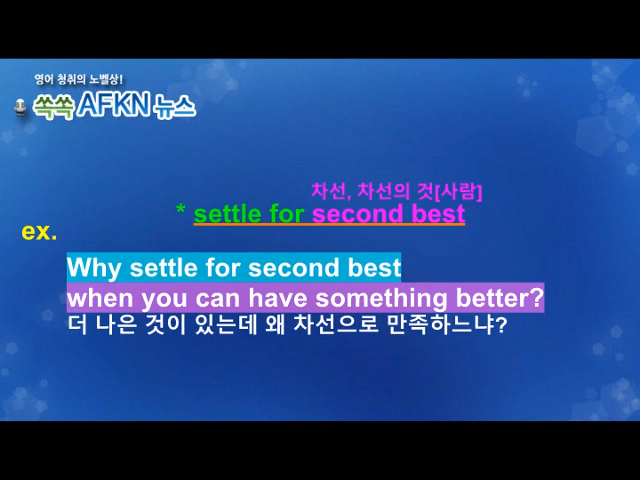 영어 청취의 노벨상!
쏙쏙 AFKN 뉴스
차선, 차선의 것[사람]
* settle for second best
ex.
Why settle for second best
when you can have something better?
더 나은 것이 있는데 왜 차선으로 만족하느냐?